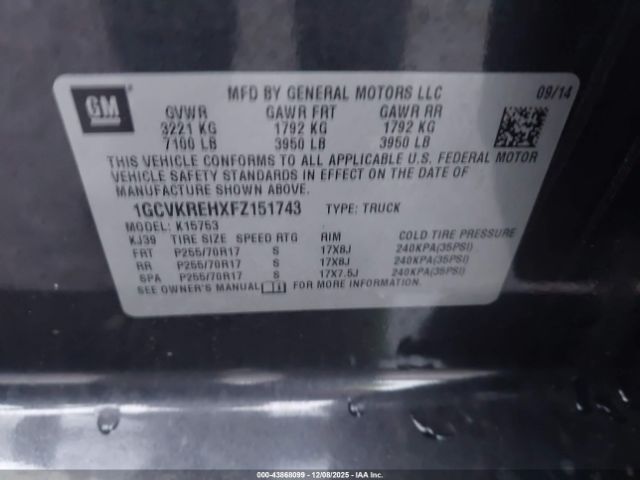 GM
MFD BY GENERAL MOTORS LLC 09/14
GVWR GAWR FRT GAWR RR
3221 KG 1792 KG 1792 KG
7100 LB 3950 LB 3950 LB
THIS VEHICLE CONFORMS TO ALL APPLICABLE U.S. FEDERAL MOTOR
VEHICLE SAFETY STANDARDS IN EFFECT ON THE DATE OF
MANUFACTURE SHOWN ABOVE.
1GCVKREHXFZ151743 TYPE: TRUCK
MODEL: K15753
KJ39 TIRE SIZE SPEED RTG RIM COLD TIRE PRESSURE
FRT P255/70R17 S 17X8J 240KPA(35PSI)
RR P255/70R17 S 17X8J 240KPA(35PSI)
SPA P255/70R17 S 17X7.5J 240KPA(35PSI)
SEE OWNER'S MANUAL FOR MORE INFORMATION.
000-43868099 - 12/08/2025 - IAA Inc.